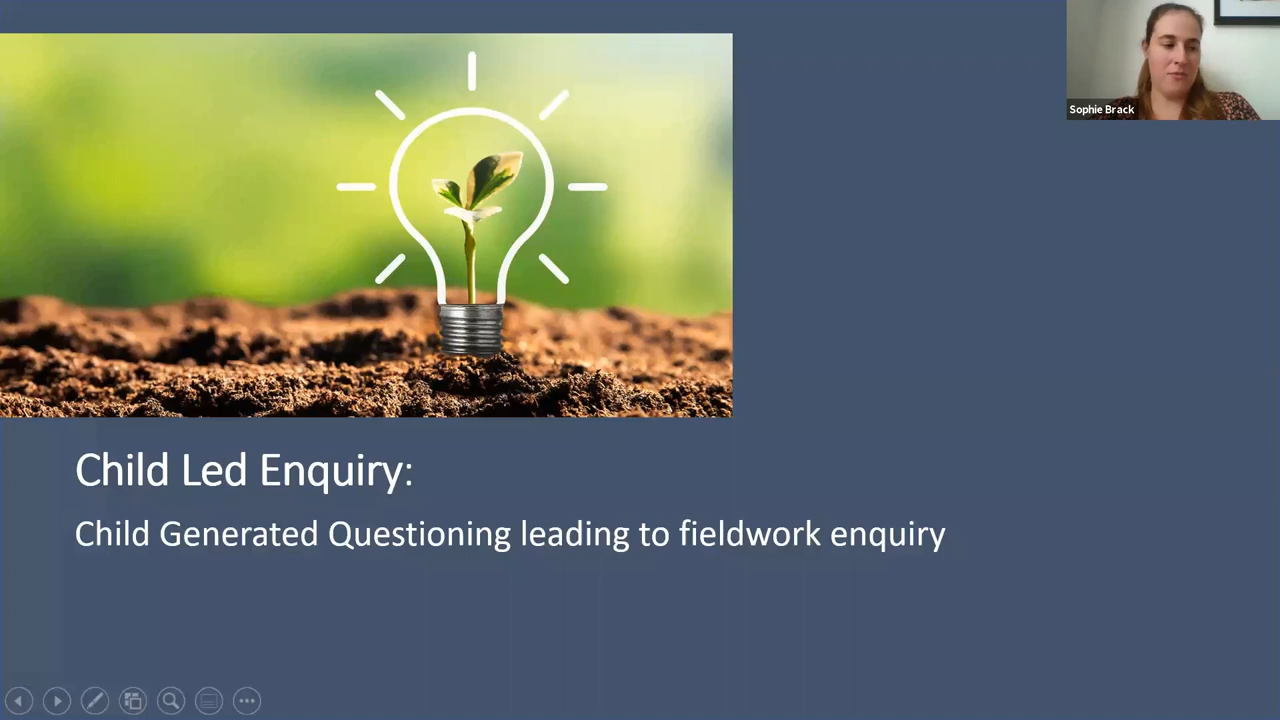 Sophie Brack
Child Led Enquiry:
Child Generated Questioning leading to fieldwork enquiry